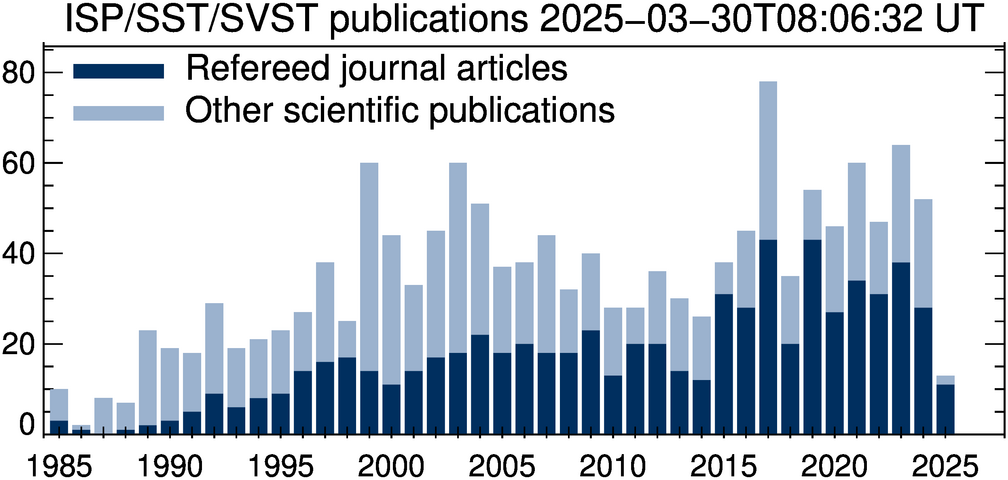 ISP/SST/SVST publications 2025−03−30T08:06:32 UT
80
Refereed journal articles
Other scientific publications
60
40
20
0
1985 1990 1995 2000 2005 2010 2015 2020 2025